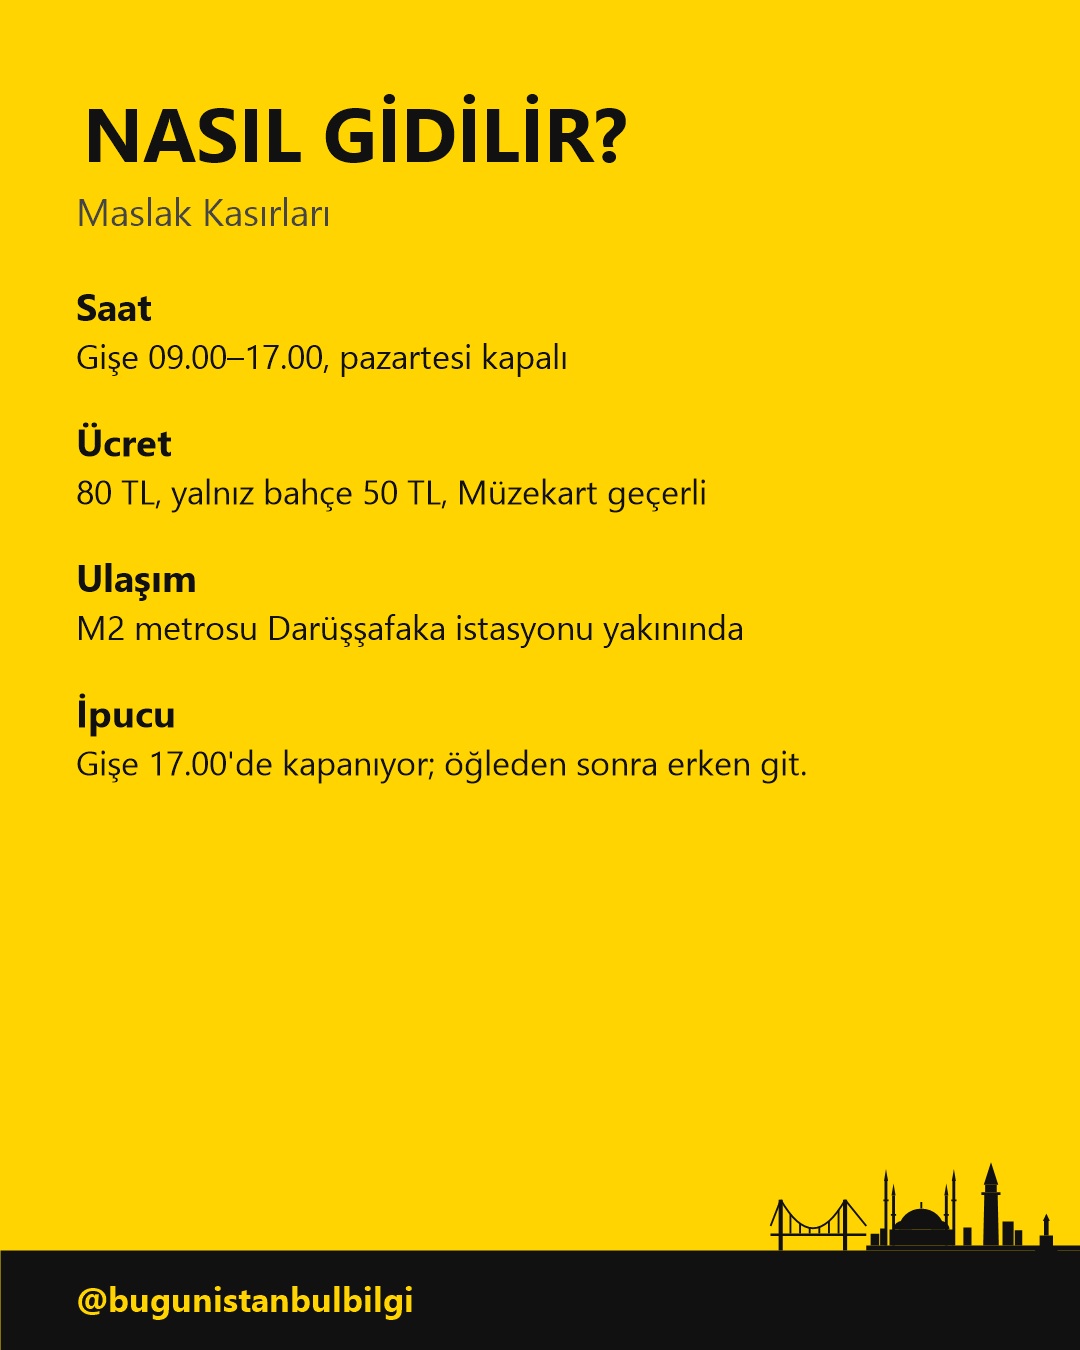 NASIL GİDİLİR?
Maslak Kasırları
Saat
Gişe 09.00–17.00, pazartesi kapalı
Ücret
80 TL, yalnız bahçe 50 TL, Müzekart geçerli
Ulaşım
M2 metrosu Darüşşafaka istasyonu yakınında
İpucu
Gişe 17.00'de kapanıyor; öğleden sonra erken git.
@bugunistanbulbilgi